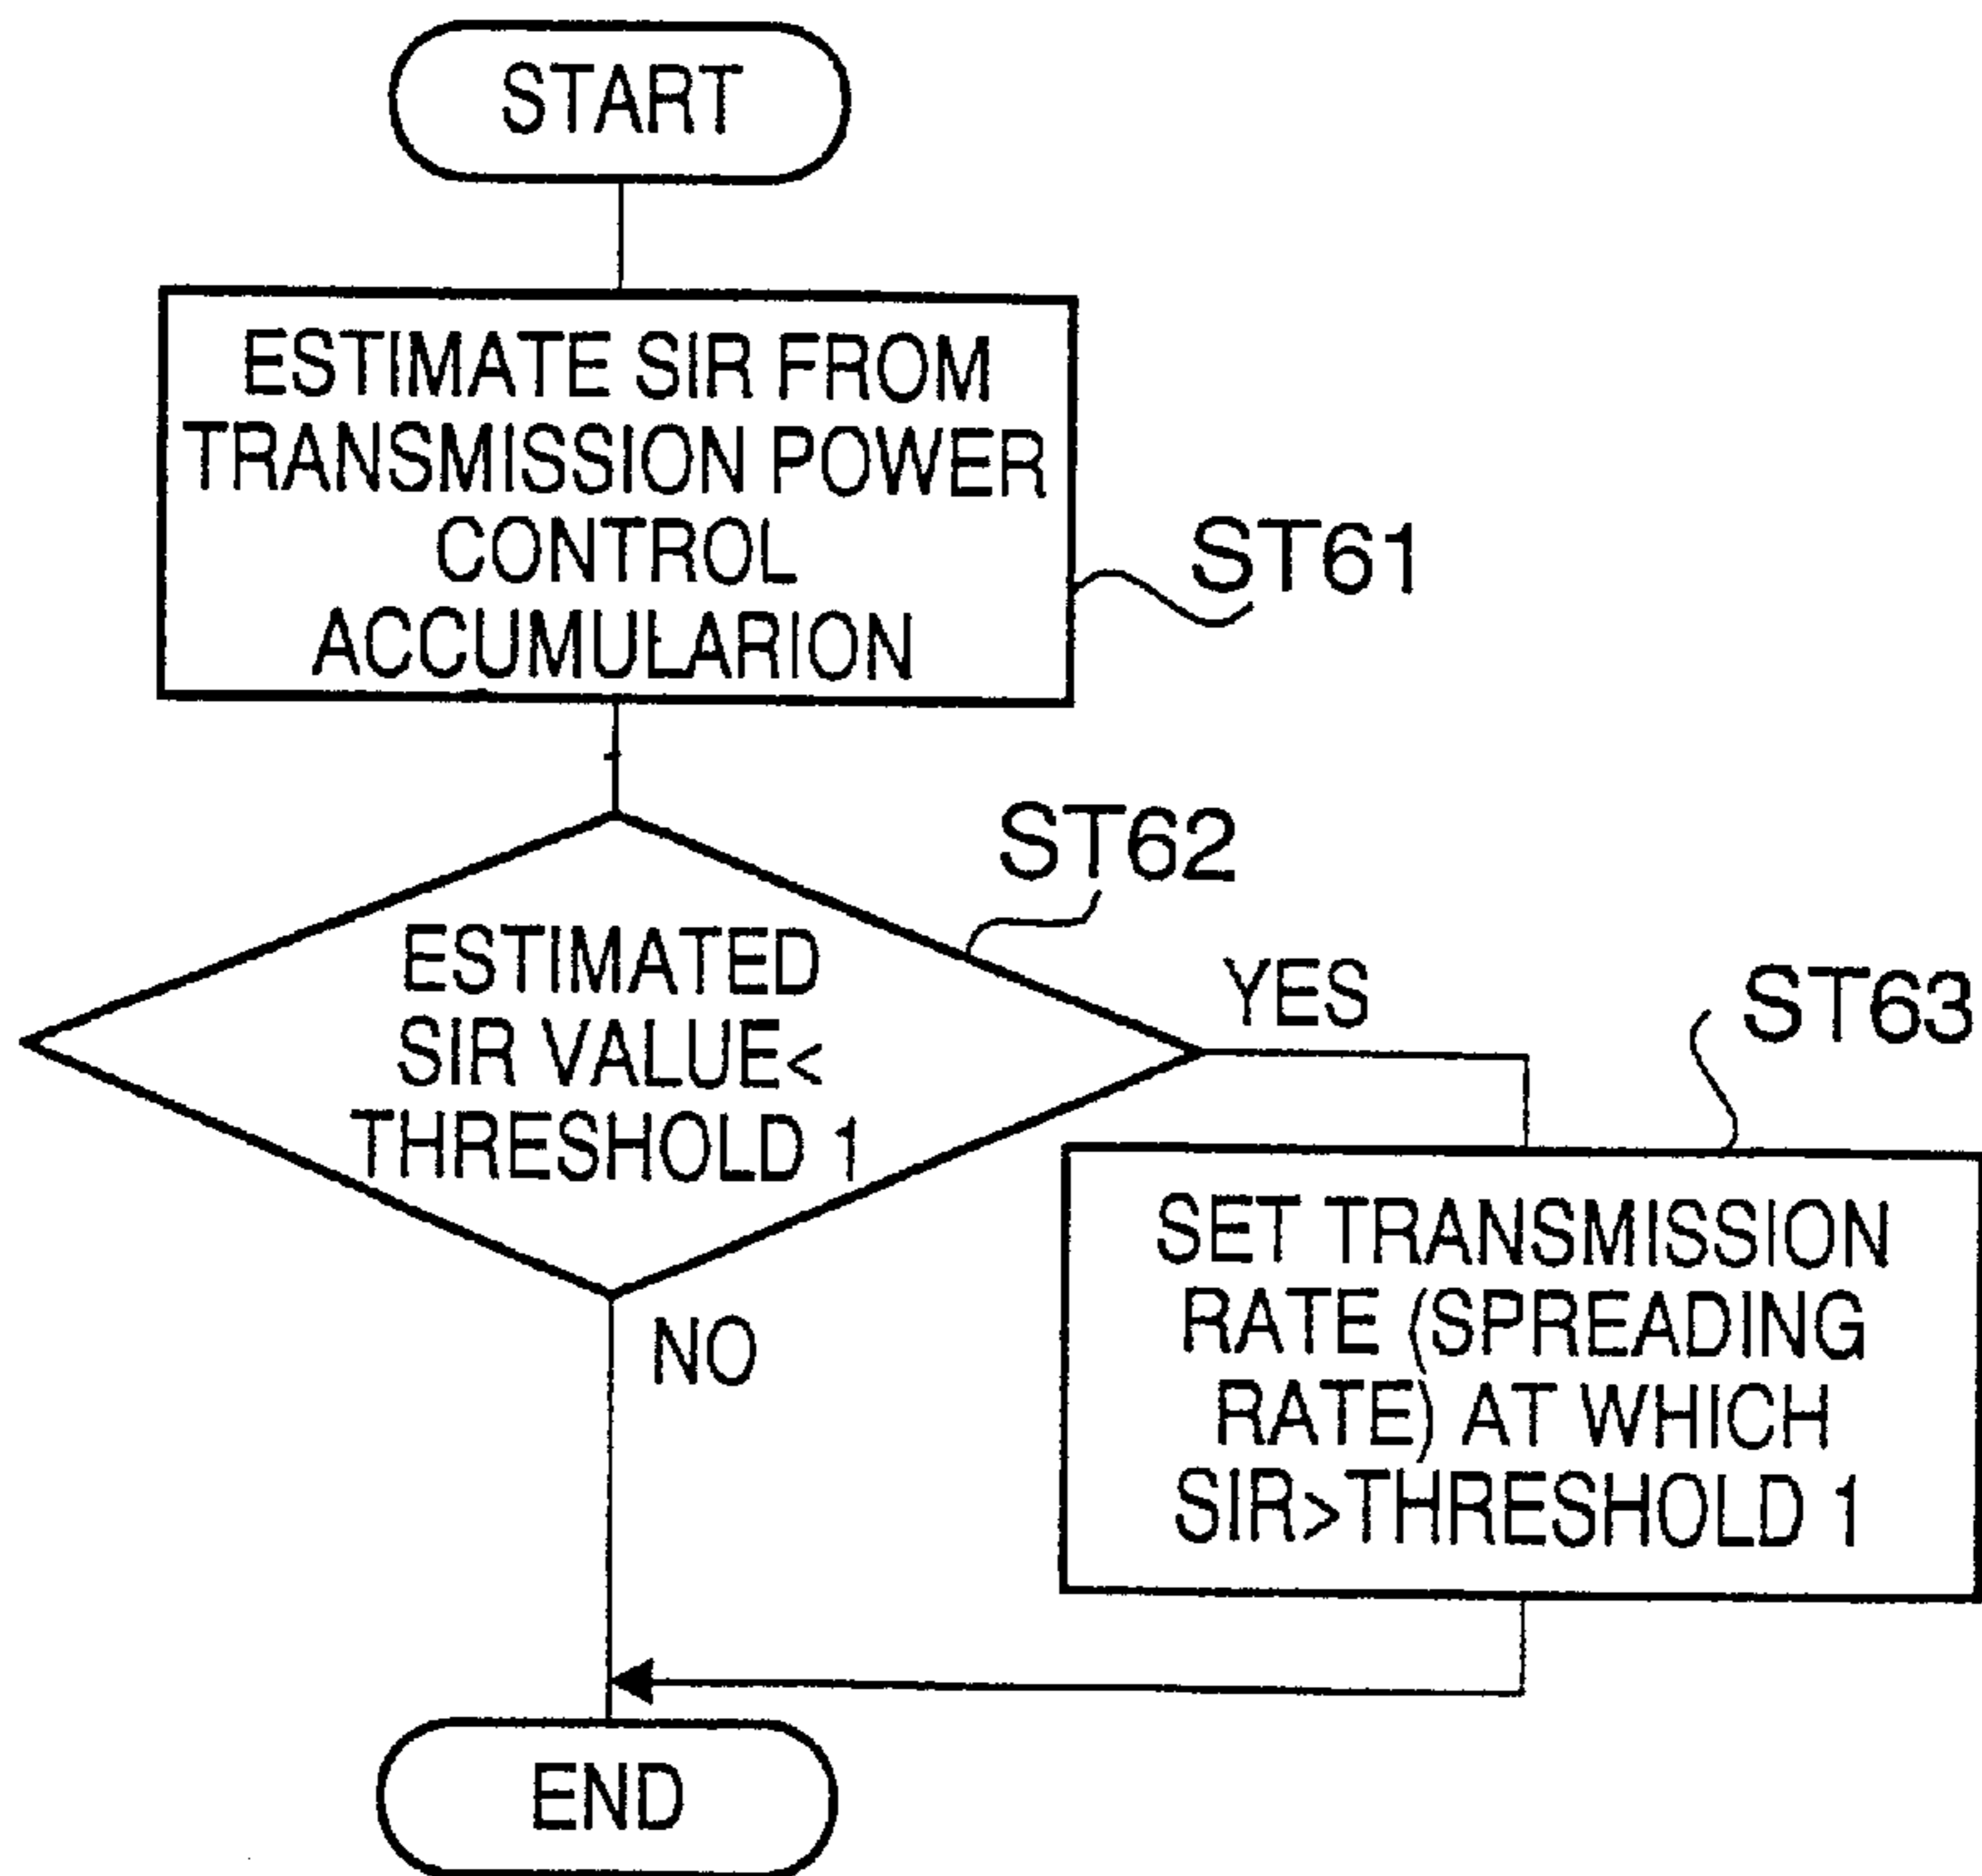 START
ESTIMATE SIR FROM
TRANSMISSION POWER
CONTROL
ACCUMULARION
ST61
ST62
ESTIMATED
SIR VALUE<
THRESHOLD 1
YES
NO
ST63
SET TRANSMISSION
RATE (SPREADING
RATE) AT WHICH
SIR>THRESHOLD 1
END